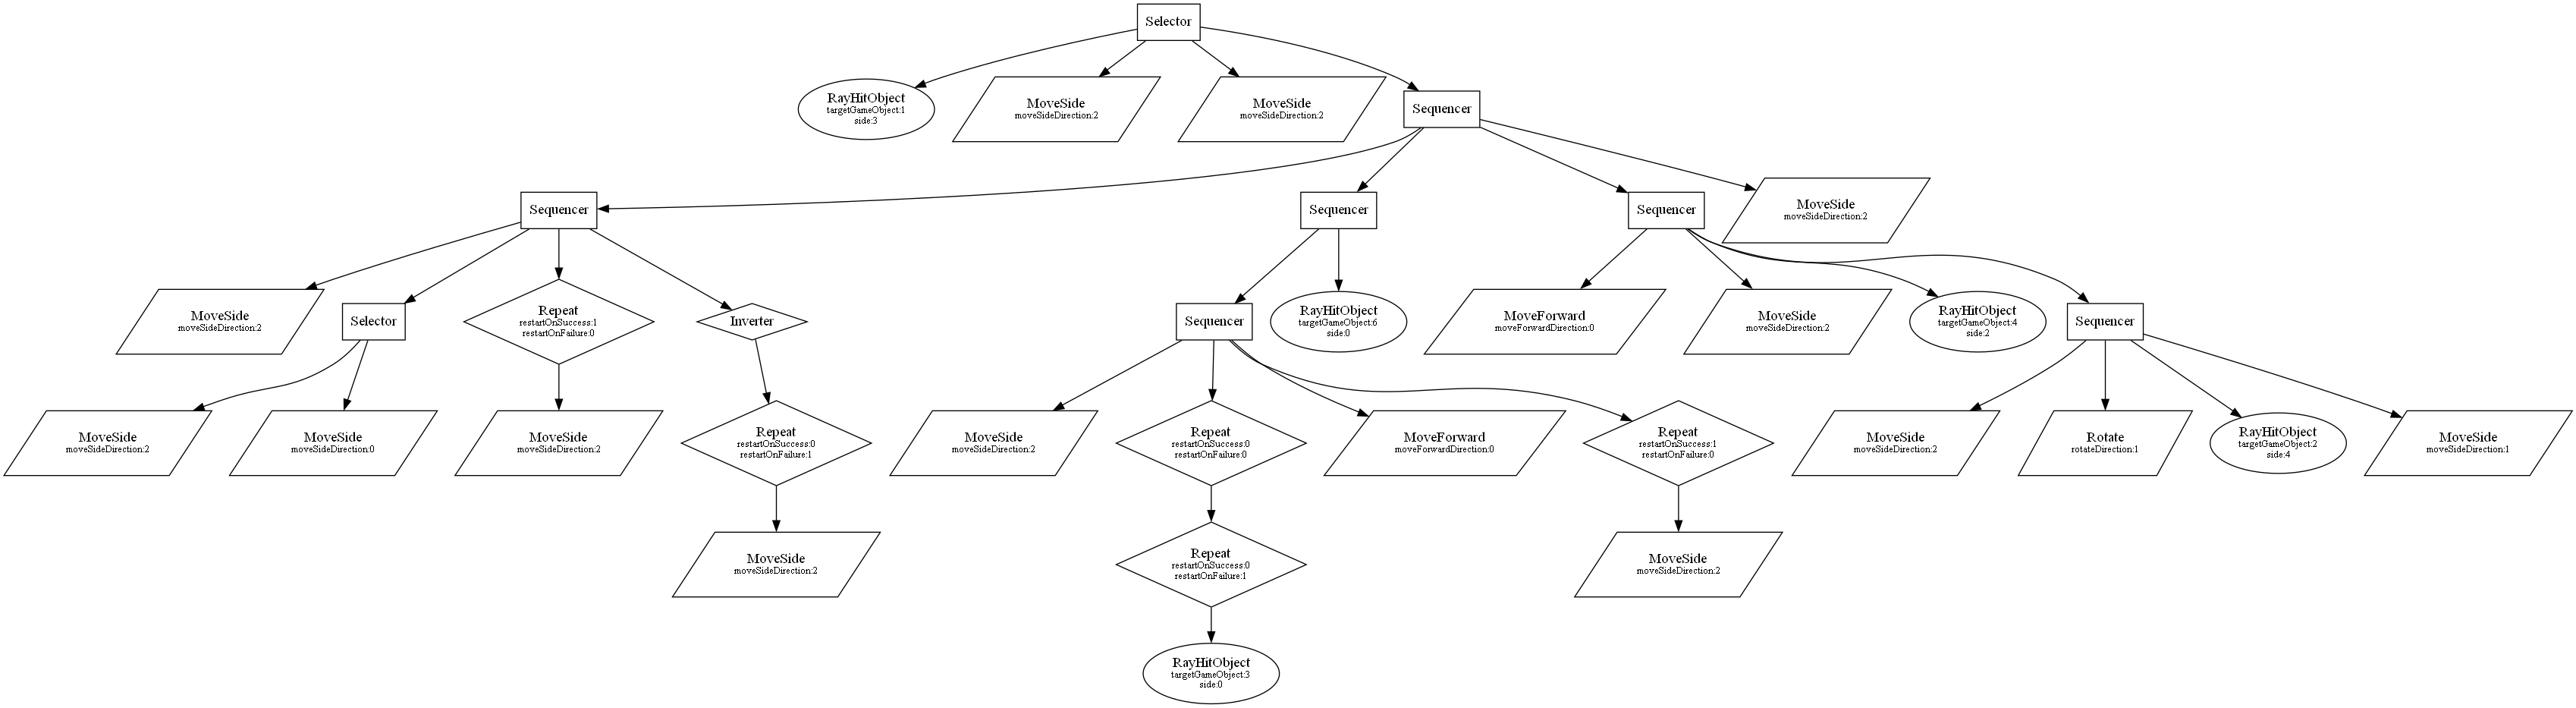 Selector
RayHitObject
targetGameObject:1
side:3
MoveSide
moveSideDirection:2
MoveSide
moveSideDirection:2
Sequencer
Sequencer
Sequencer
Sequencer
MoveSide
moveSideDirection:2
MoveSide
moveSideDirection:2
Selector
Repeat
restartOnSuccess:1
restartOnFailure:0
Inverter
Sequencer
RayHitObject
targetGameObject:6
side:0
MoveForward
moveForwardDirection:0
MoveSide
moveSideDirection:2
RayHitObject
targetGameObject:4
side:2
Sequencer
MoveSide
moveSideDirection:2
MoveSide
moveSideDirection:0
MoveSide
moveSideDirection:2
Repeat
restartOnSuccess:0
restartOnFailure:1
MoveSide
moveSideDirection:2
Repeat
restartOnSuccess:0
restartOnFailure:0
MoveForward
moveForwardDirection:0
Repeat
restartOnSuccess:1
restartOnFailure:0
MoveSide
moveSideDirection:2
Rotate
rotateDirection:1
RayHitObject
targetGameObject:2
side:4
MoveSide
moveSideDirection:1
MoveSide
moveSideDirection:2
Repeat
restartOnSuccess:0
restartOnFailure:1
MoveSide
moveSideDirection:2
RayHitObject
targetGameObject:3
side:0